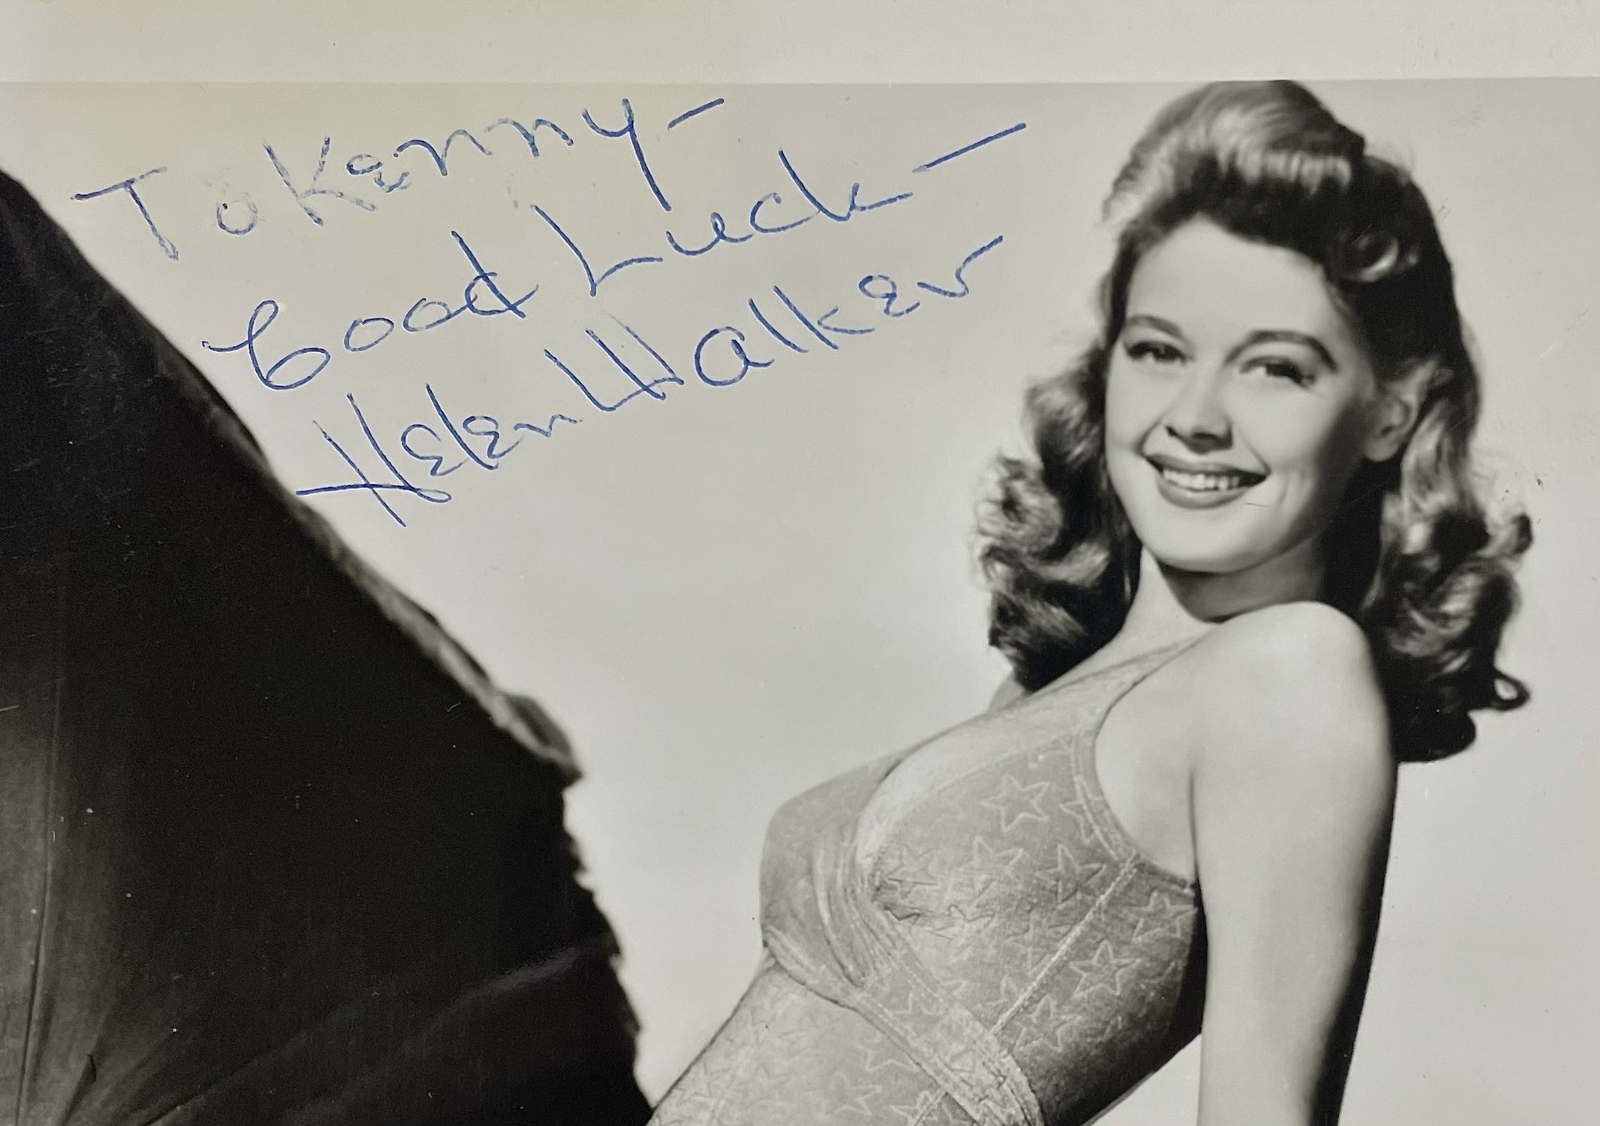 To Kenny -
Good Luck -
Helen Walker